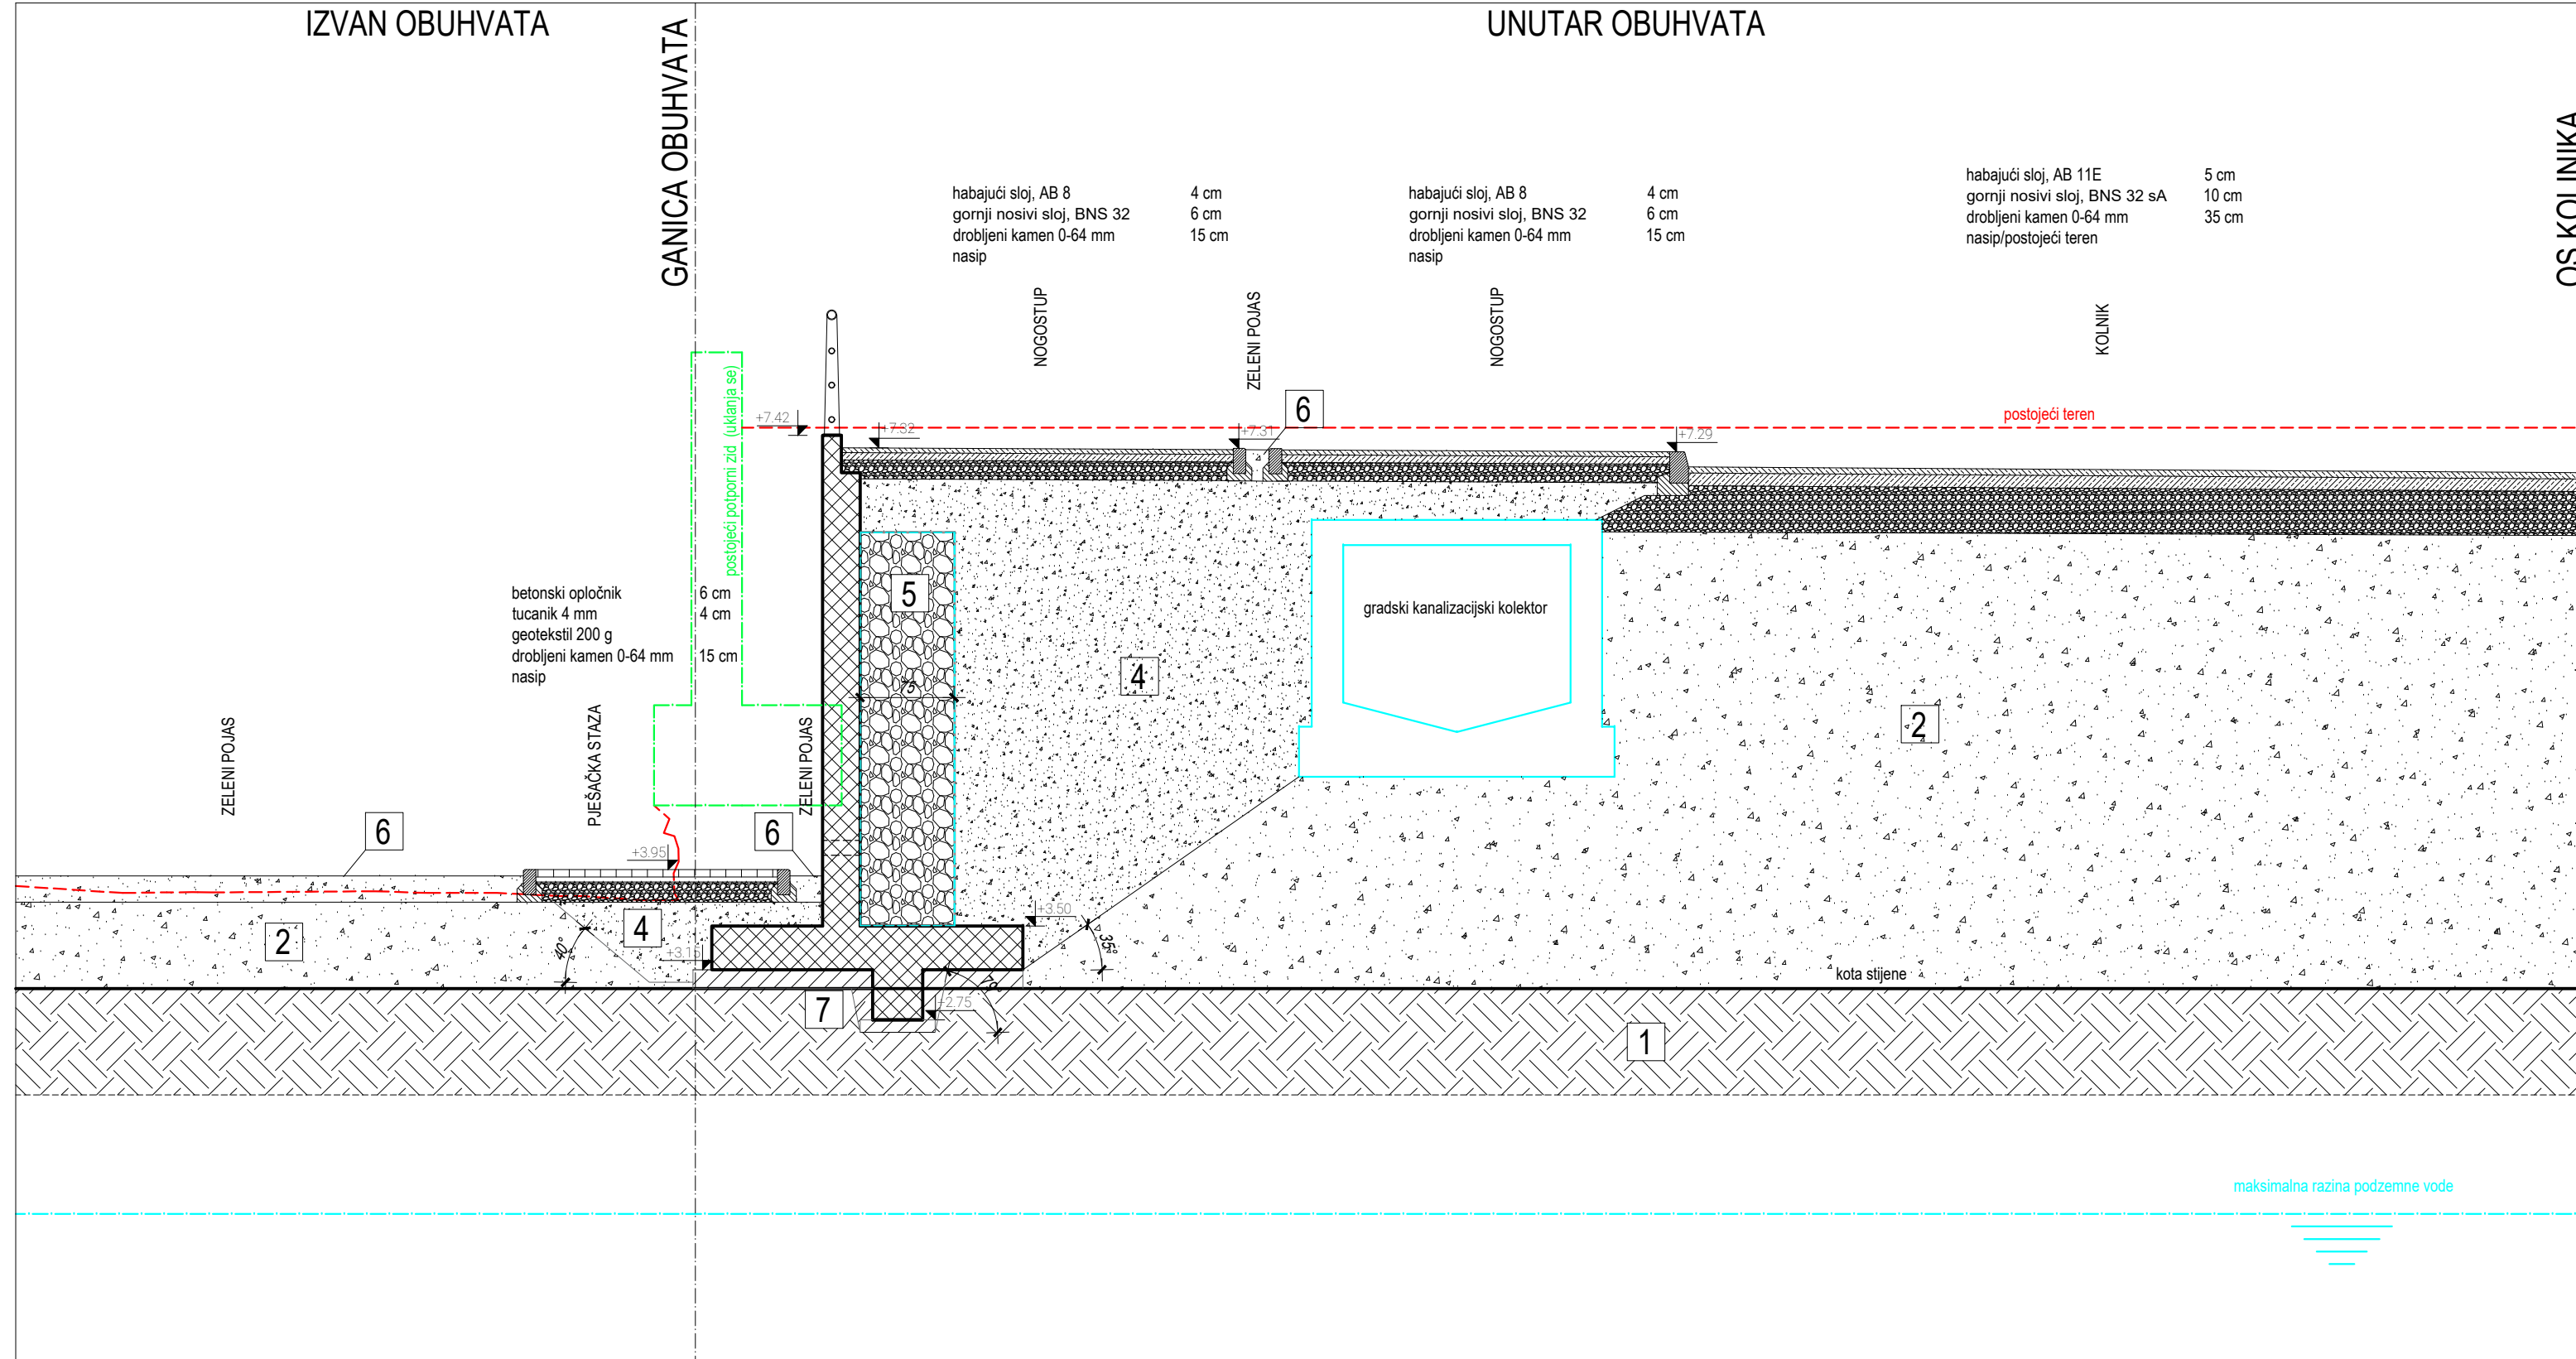 IZVAN OBUHVATA
UNUTAR OBUHVATA
GANICA OBUHVATA
OS KOLINIKA
habajući sloj, AB 8 4 cm
gornji nosivi sloj, BNS 32 6 cm
drobljeni kamen 0-64 mm 15 cm
nasip
habajući sloj, AB 8 4 cm
gornji nosivi sloj, BNS 32 6 cm
drobljeni kamen 0-64 mm 15 cm
nasip
habajući sloj, AB 11E 5 cm
gornji nosivi sloj, BNS 32 sA 10 cm
drobljeni kamen 0-64 mm 35 cm
nasip/postojeći teren
NOGOSTUP
ZELENI POJAS
NOGOSTUP
KOLNIK
postojeći potporni zid (uklanja se)
6
postojeći teren
+7.42
+7.32
+7.31
+7.29
betonski opločnik 6 cm
tucanik 4 mm 4 cm
geotekstil 200 g
drobljeni kamen 0-64 mm 15 cm
nasip
5
gradski kanalizacijski kolektor
75
4
2
ZELENI POJAS
PJEŠAČKA STAZA
ZELENI POJAS
6
6
+3.95
+3.50
2
4
40°
35°
+3.15
kota stijene
7
+2.75
1
maksimalna razina podzemne vode